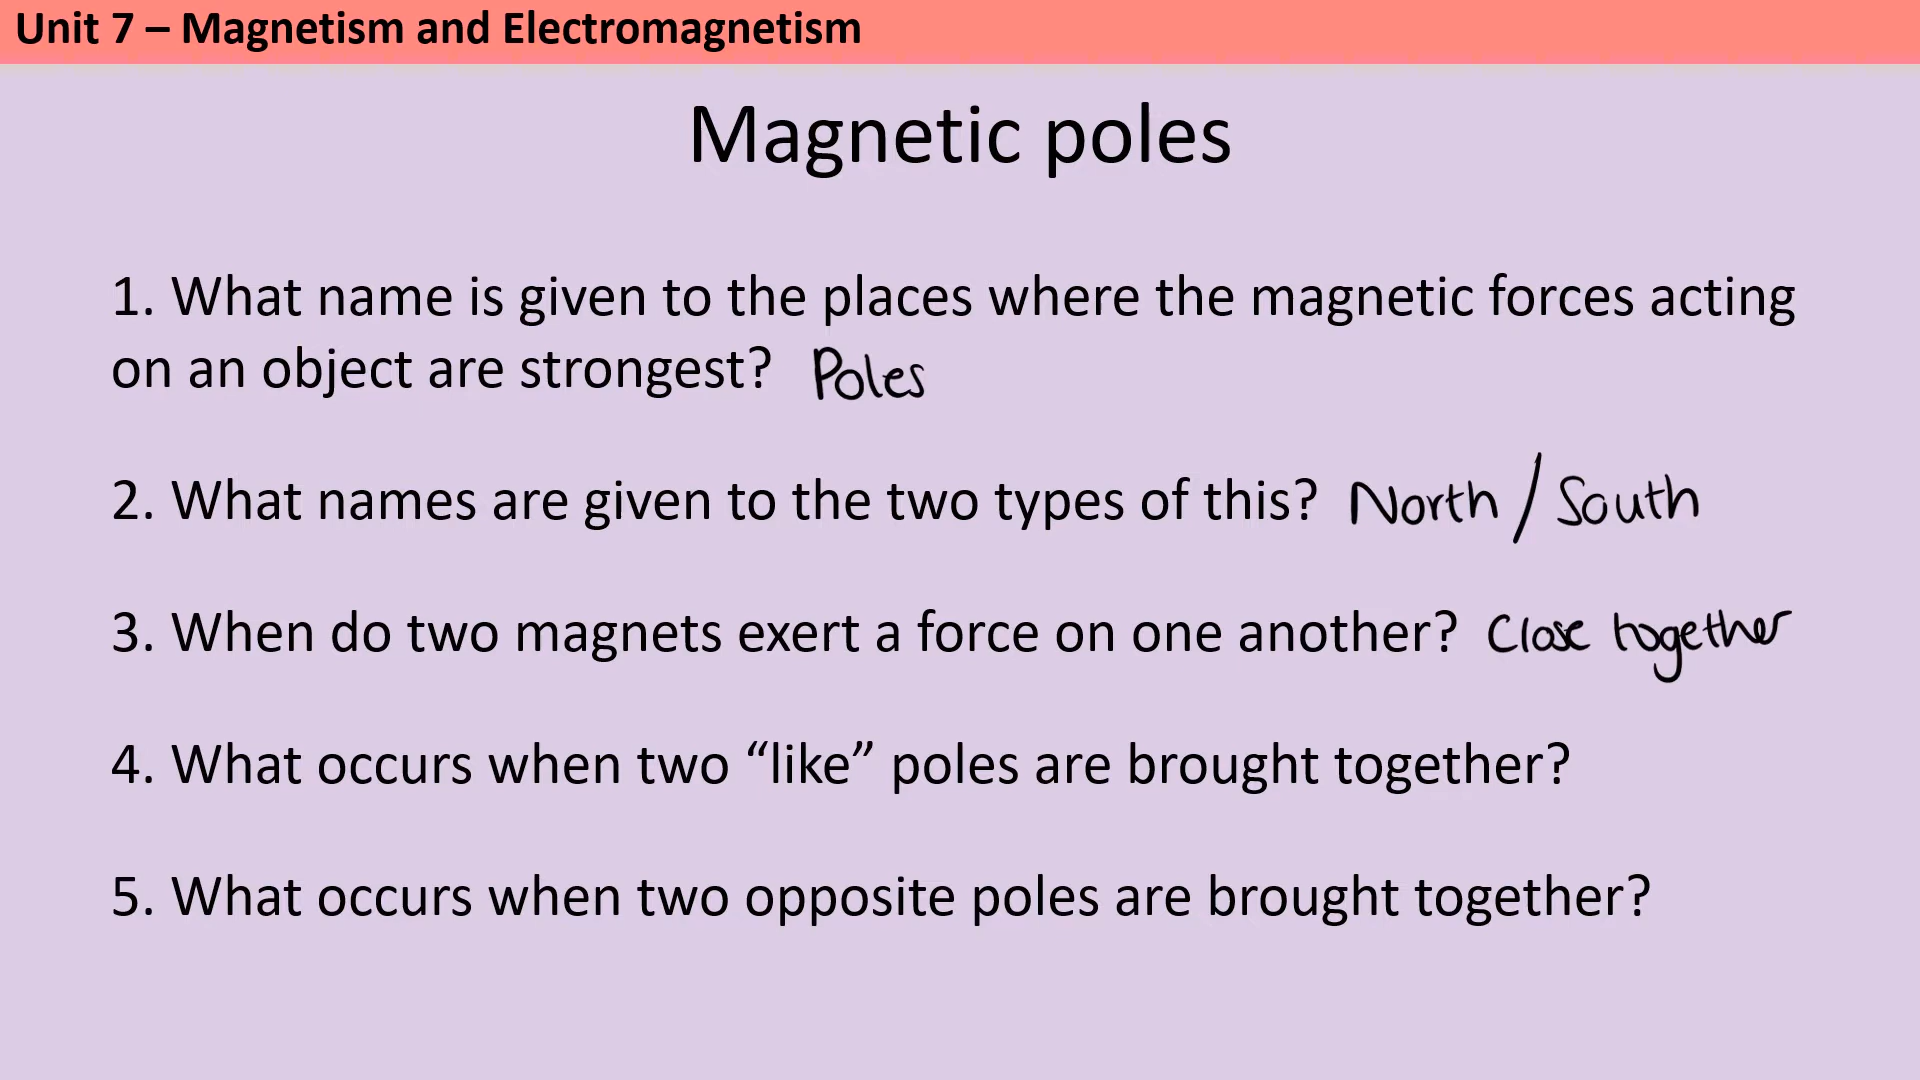 Unit 7 – Magnetism and Electromagnetism
Magnetic poles
1. What name is given to the places where the magnetic forces acting
on an object are strongest? Poles
2. What names are given to the two types of this? North / South
3. When do two magnets exert a force on one another? Close together
4. What occurs when two “like” poles are brought together?
5. What occurs when two opposite poles are brought together?